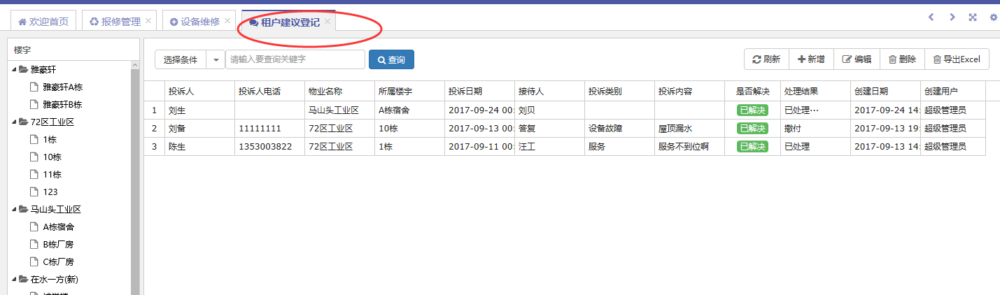 欢迎首页 报修管理 设备维修 租户建议登记
楼宇
雅豪轩
雅豪轩A栋
雅豪轩B栋
72区工业区
1栋
10栋
11栋
123
马山头工业区
A栋宿舍
B栋厂房
C栋厂房
在水一方(新)
选择条件 请输入要查询关键字 查询 刷新 新增 编辑 删除 导出Excel
投诉人 投诉人电话 物业名称 所属楼宇 投诉日期 接待人 投诉类别 投诉内容 是否解决 处理结果 创建日期 创建用户
1 刘生 马山头工业区 A栋宿舍 2017-09-24 00: 刘贝 已解决 已处理… 2017-09-24 14: 超级管理员
2 刘备 11111111 72区工业区 10栋 2017-09-13 00: 答复 设备故障 屋顶漏水 已解决 撒付 2017-09-13 19: 超级管理员
3 陈生 1353003822 72区工业区 1栋 2017-09-11 00: 汪工 服务 服务不到位啊 已解决 已处理 2017-09-13 14: 超级管理员